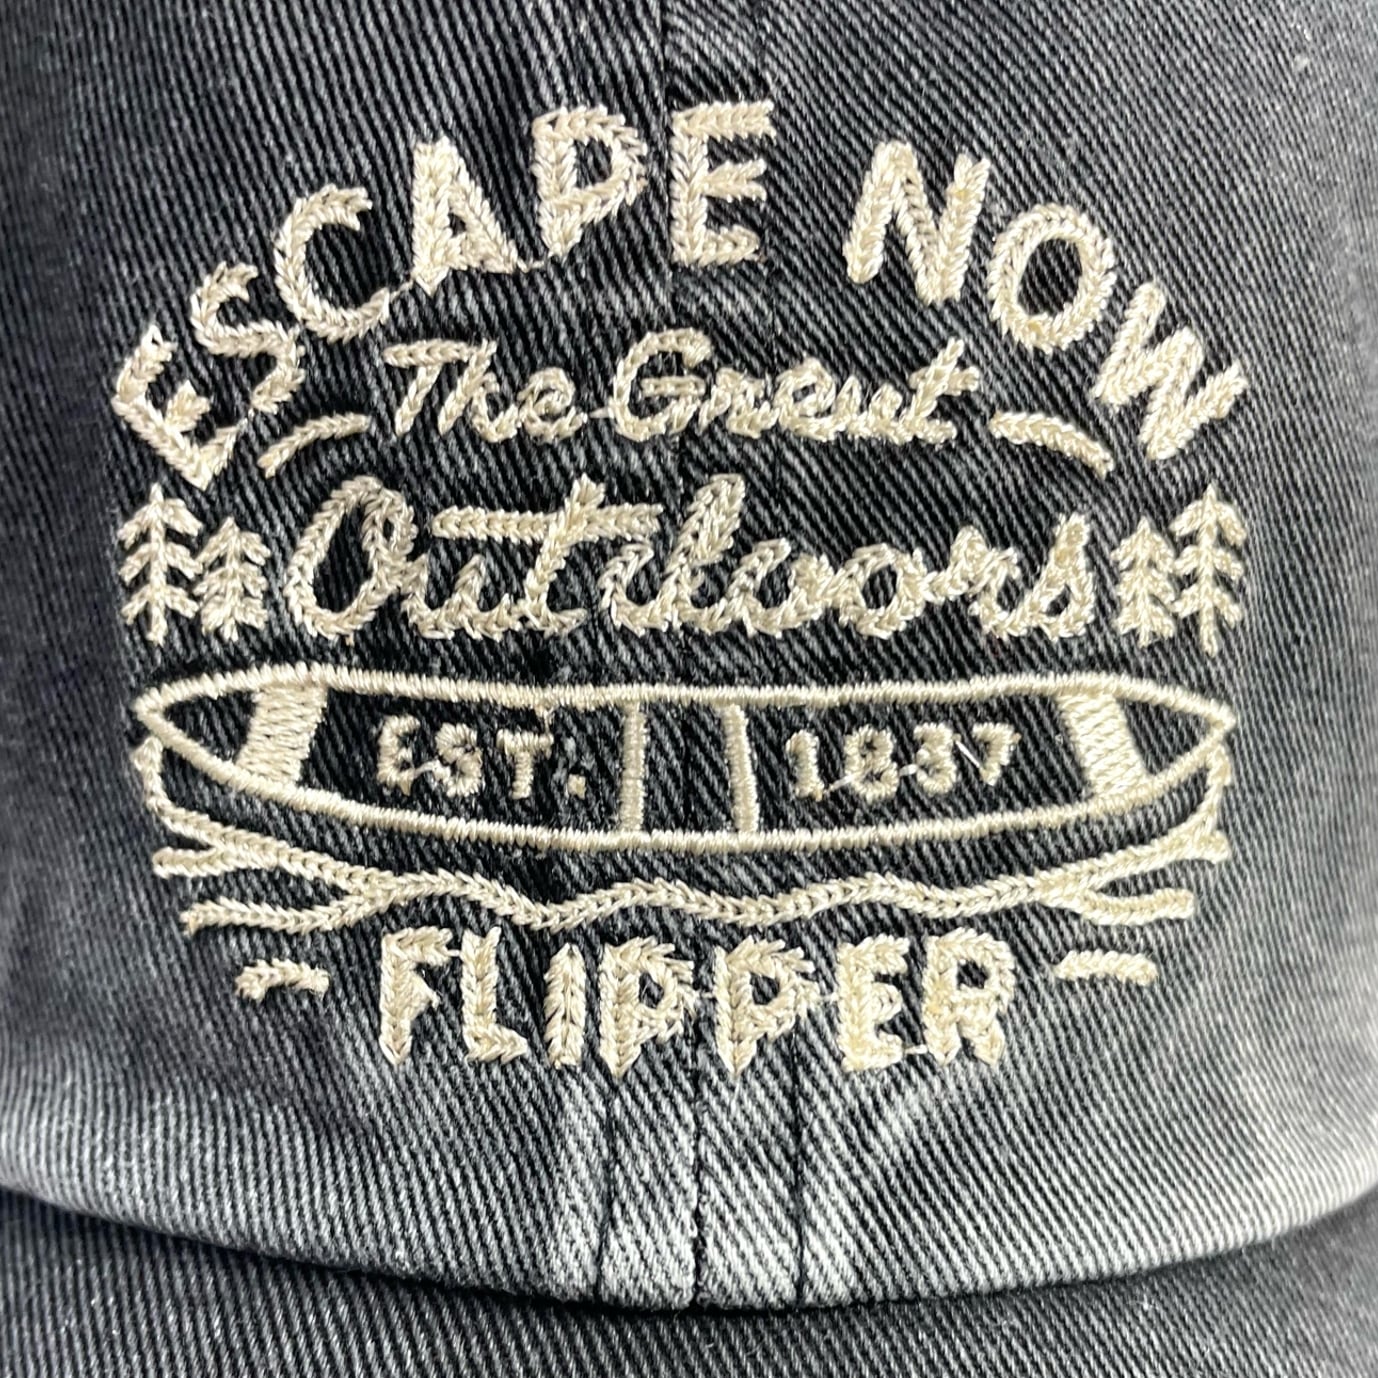 ESCAPE NOW
The Great
Outdoors
EST. 1837
FLIPPER